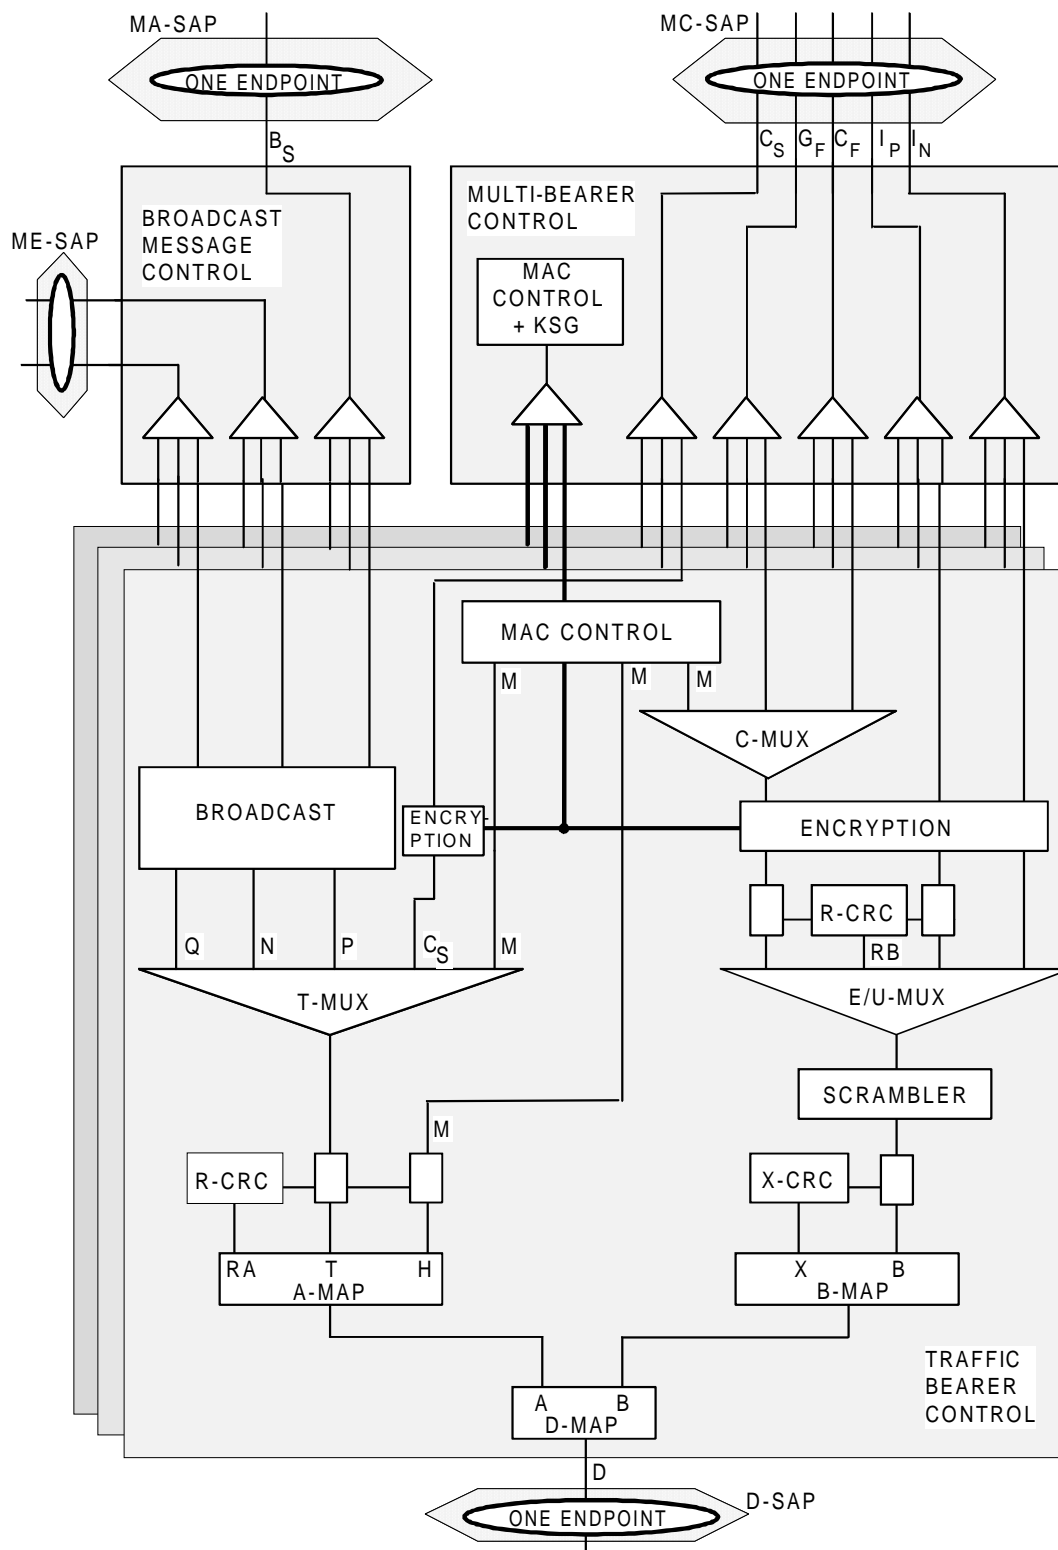 MA-SAP
MC-SAP
ONE ENDPOINT
ONE ENDPOINT
BS
CS GF CF IP IN
ME-SAP
BROADCAST
MESSAGE
CONTROL
MULTI-BEARER
CONTROL
MAC
CONTROL
+ KSG
MAC CONTROL
M
M
M
C-MUX
BROADCAST
ENCRY-
PTION
ENCRYPTION
R-CRC
Q
N
P
CS
M
RB
T-MUX
E/U-MUX
SCRAMBLER
M
R-CRC
X-CRC
RA T H
A-MAP
X B
B-MAP
TRAFFIC
BEARER
CONTROL
A B
D-MAP
D
D-SAP
ONE ENDPOINT